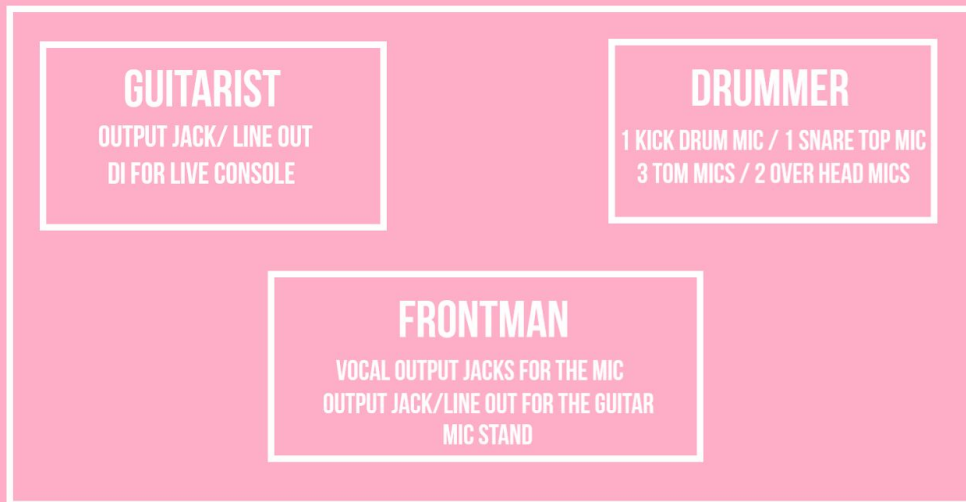 GUITARIST
OUTPUT JACK/ LINE OUT
DI FOR LIVE CONSOLE
DRUMMER
1 KICK DRUM MIC / 1 SNARE TOP MIC
3 TOM MICS / 2 OVER HEAD MICS
FRONTMAN
VOCAL OUTPUT JACKS FOR THE MIC
OUTPUT JACK/LINE OUT FOR THE GUITAR
MIC STAND